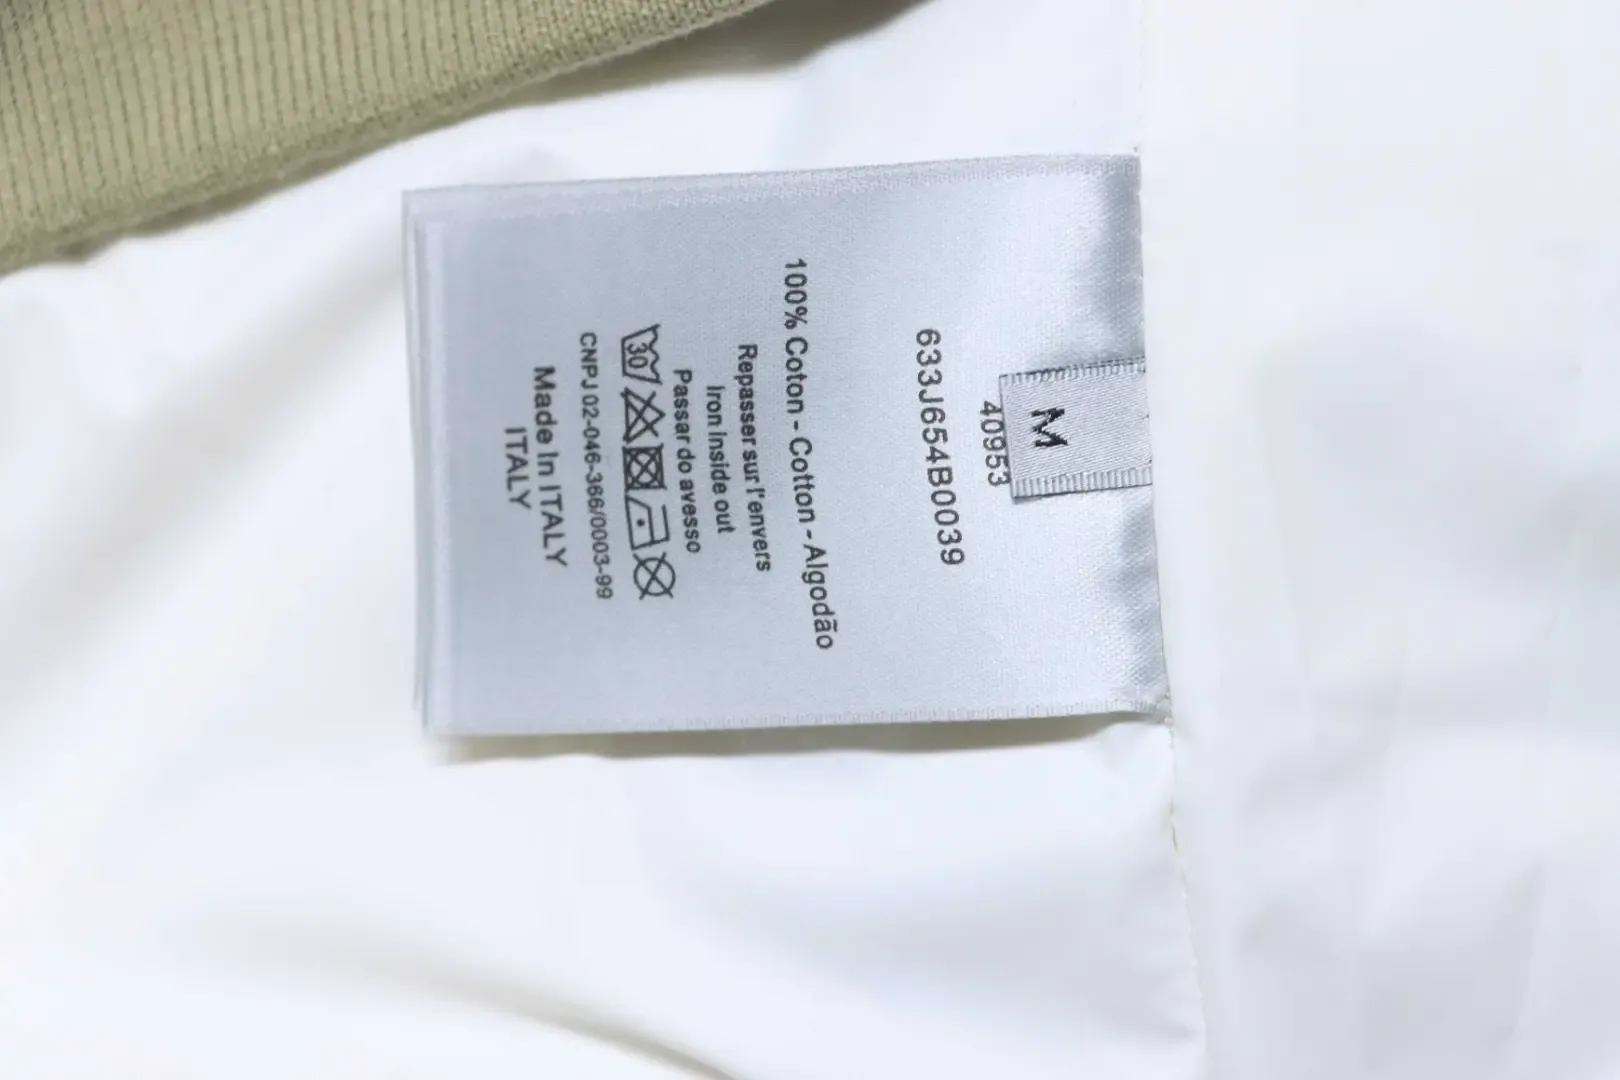 M
40953
633J654B0039
100% Coton - Cotton - Algodão
Repasser sur l'envers
Iron inside out
Passar do avesso
30
CNPJ 02-046-366/0003-99
Made In ITALY
ITALY